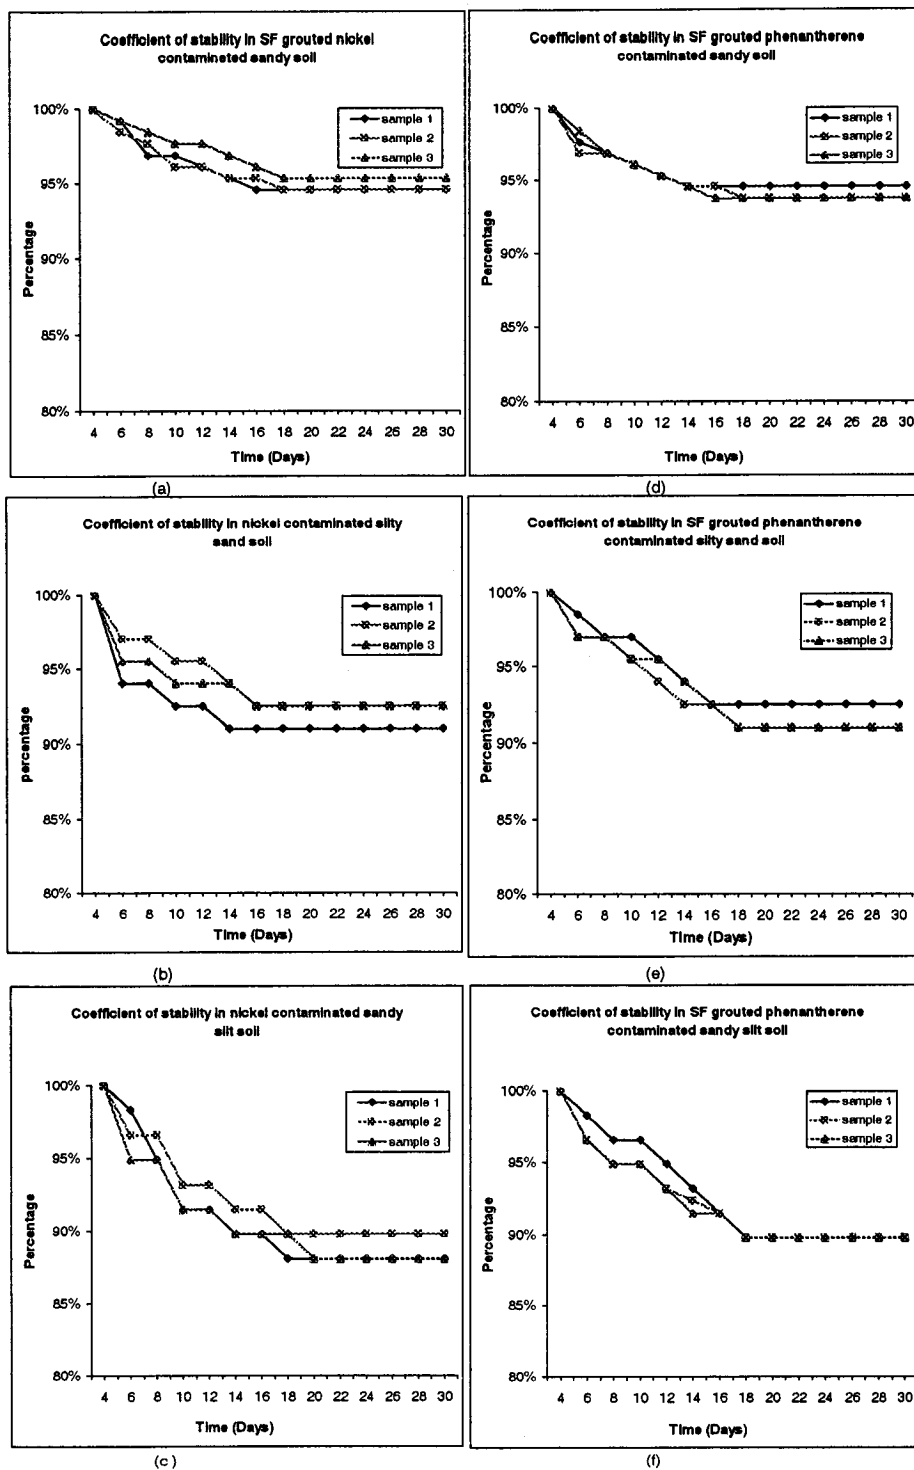 Coefficient of stability in SF grouted nickel
contamineted sandy soil
100%
95%
90%
85%
80%
Percentage
sample 1
sample 2
sample 3
4 6 8 10 12 14 16 18 20 22 24 26 28 30
Time (Days)
(a)
Coefficient of stability in SF grouted phenantherene
contaminated sandy soil
100%
95%
90%
85%
80%
Percentage
sample 1
sample 2
sample 3
4 6 8 10 12 14 16 18 20 22 24 26 28 30
Time (Days)
(d)
Coefficient of stability in nickel contaminated silty
sand soil
100%
95%
90%
85%
80%
percentage
sample 1
sample 2
sample 3
4 6 8 10 12 14 16 18 20 22 24 26 28 30
Time (Days)
(b)
Coefficient of stability in SF grouted phenantherene
contaminated silty sand soil
100%
95%
90%
85%
80%
Percentage
sample 1
sample 2
sample 3
4 6 8 10 12 14 16 18 20 22 24 26 28 30
Time (Days)
(e)
Coefficient of stability in nickel contaminated sandy
silt soil
100%
95%
90%
85%
80%
Percentage
sample 1
sample 2
sample 3
4 6 8 10 12 14 16 18 20 22 24 26 28 30
Time (Days)
(c)
Coefficient of stability in SF grouted phenantherene
contaminated sandy silt soil
100%
95%
90%
85%
80%
Percentage
sample 1
sample 2
sample 3
4 6 8 10 12 14 16 18 20 22 24 26 28 30
Time (Days)
(f)